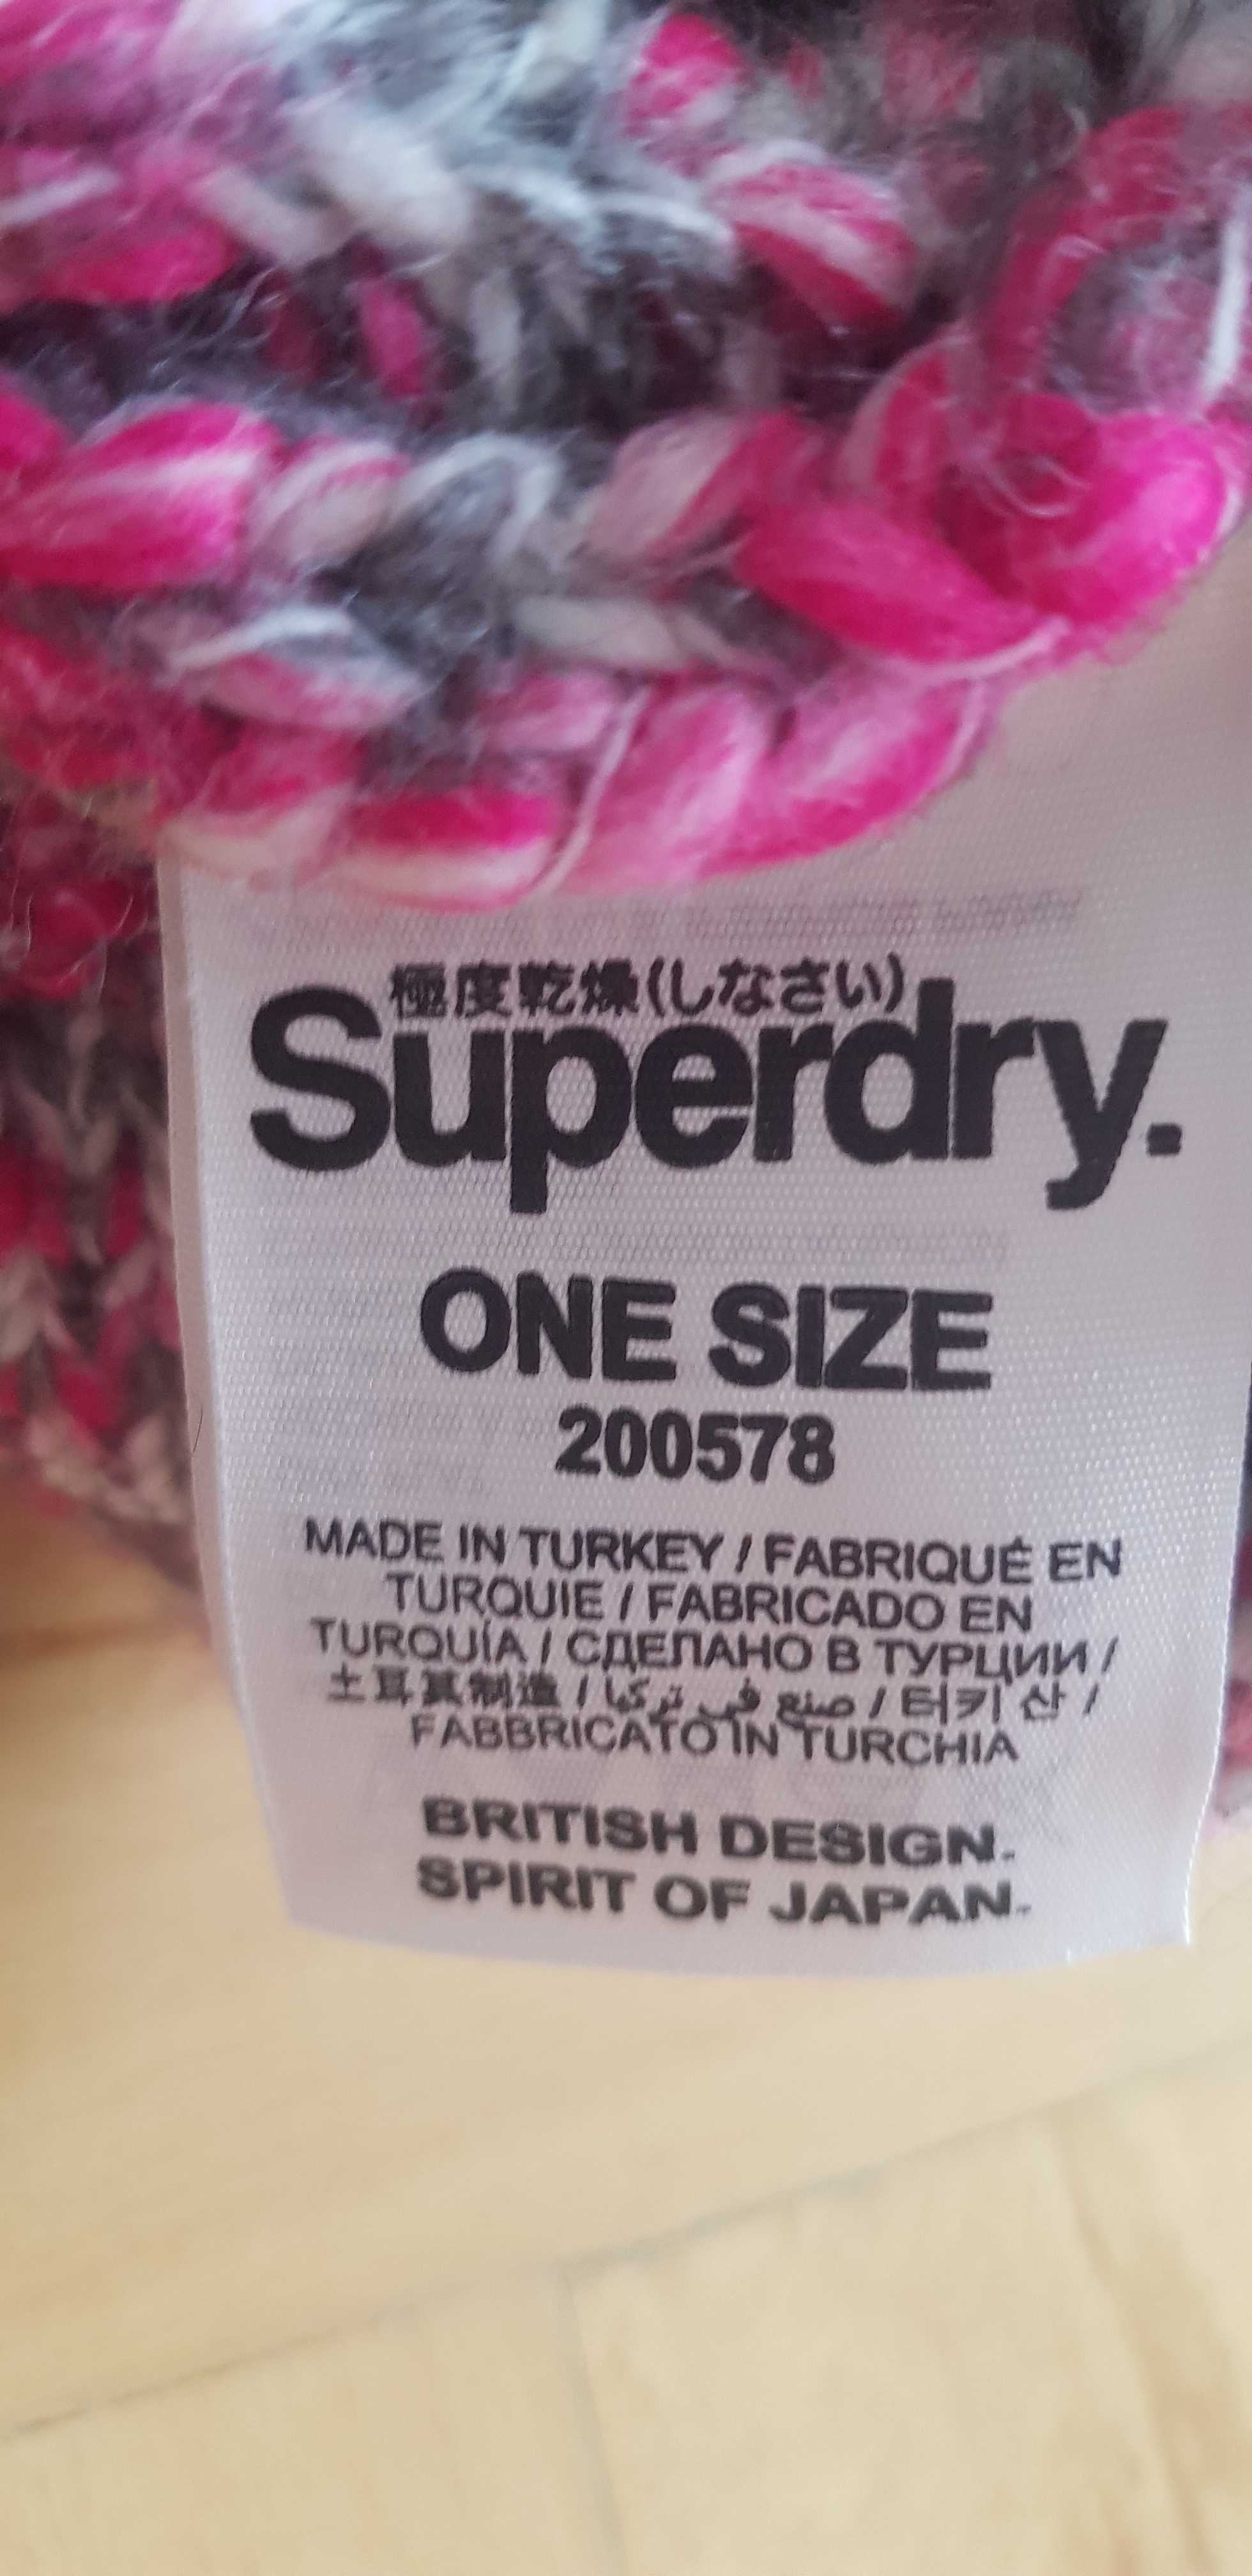 極度乾燥(しなさい)
Superdry.
ONE SIZE
200578
MADE IN TURKEY / FABRIQUÉ EN
TURQUIE / FABRICADO EN
TURQUÍA / СДЕЛАНО В ТУРЦИИ /
土耳其制造 / صنع في تركيا / 터키 산 /
FABBRICATO IN TURCHIA
BRITISH DESIGN.
SPIRIT OF JAPAN.